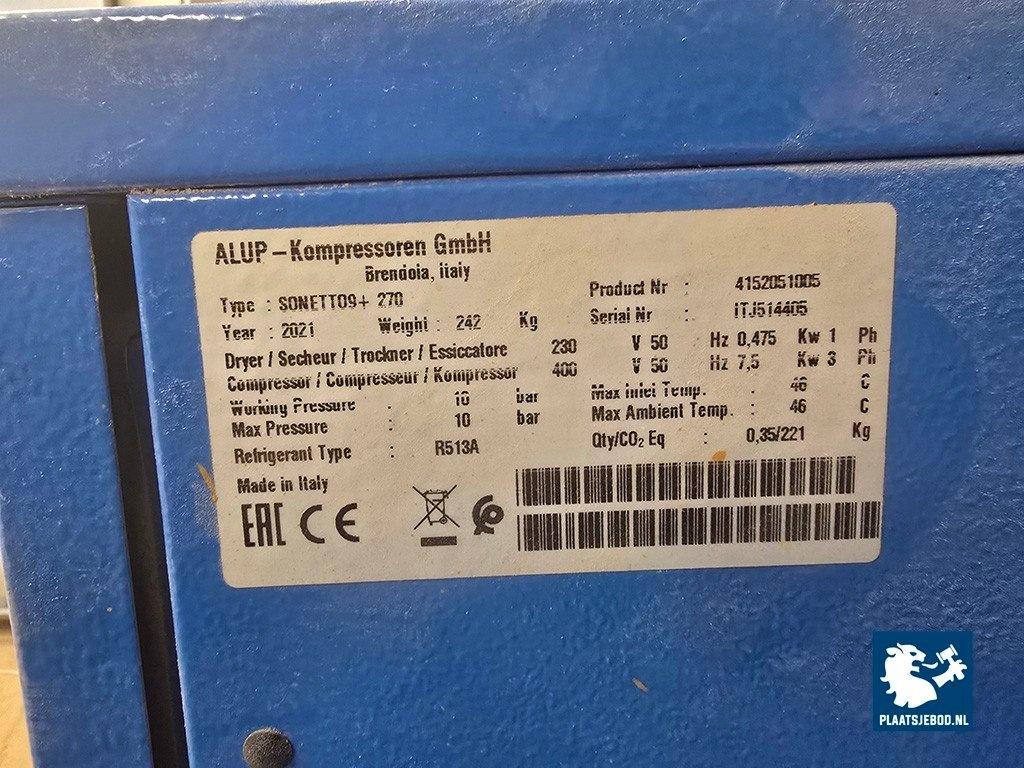 ALUP – Kompressoren GmbH
Brendola, Italy
Type : SONETTO9+ 270
Product Nr : 4152051005
Year : 2021 Weight : 242 Kg
Serial Nr : ITJ514405
Dryer / Secheur / Trockner / Essiccatore 230 V 50 Hz 0,475 Kw 1 Ph
Compressor / Compresseur / Kompressor 400 V 50 Hz 7,5 Kw 3 Ph
Working Pressure : 10 bar
Max Inlet Temp. : 46 C
Max Pressure : 10 bar
Max Ambient Temp. : 46 C
Refrigerant Type : R513A
Qty/CO₂ Eq : 0,35/221 Kg
Made in Italy
EAC CE
PLAATSJEBOD.NL